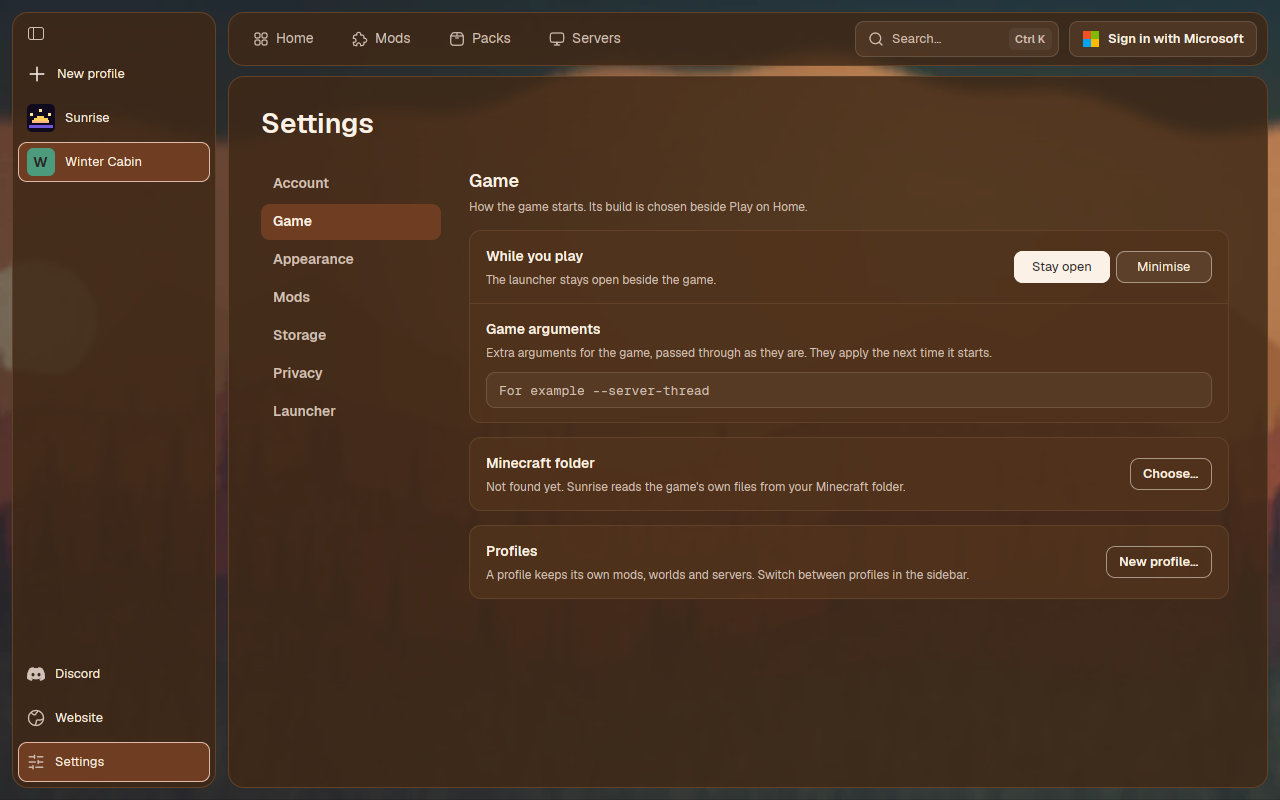 New profile
Sunrise
W
Winter Cabin
Discord
Website
Settings
Home
Mods
Packs
Servers
Search...
Ctrl K
Sign in with Microsoft
Settings
Account
Game
Appearance
Mods
Storage
Privacy
Launcher
Game
How the game starts. Its build is chosen beside Play on Home.
While you play
The launcher stays open beside the game.
Stay open
Minimise
Game arguments
Extra arguments for the game, passed through as they are. They apply the next time it starts.
For example --server-thread
Minecraft folder
Not found yet. Sunrise reads the game's own files from your Minecraft folder.
Choose...
Profiles
A profile keeps its own mods, worlds and servers. Switch between profiles in the sidebar.
New profile...